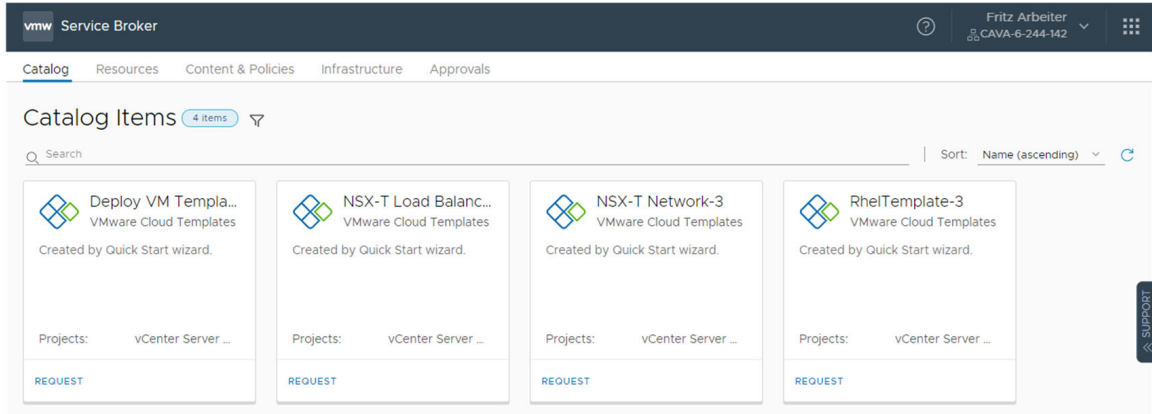 vmw Service Broker
Fritz Arbeiter
CAVA-6-244-142
Catalog Resources Content & Policies Infrastructure Approvals
Catalog Items 4 items
Search
Sort: Name (ascending)
Deploy VM Templa...
VMware Cloud Templates
Created by Quick Start wizard.
Projects: vCenter Server ...
REQUEST
NSX-T Load Balanc...
VMware Cloud Templates
Created by Quick Start wizard.
Projects: vCenter Server ...
REQUEST
NSX-T Network-3
VMware Cloud Templates
Created by Quick Start wizard.
Projects: vCenter Server ...
REQUEST
RhelTemplate-3
VMware Cloud Templates
Created by Quick Start wizard.
Projects: vCenter Server ...
REQUEST
SUPPORT